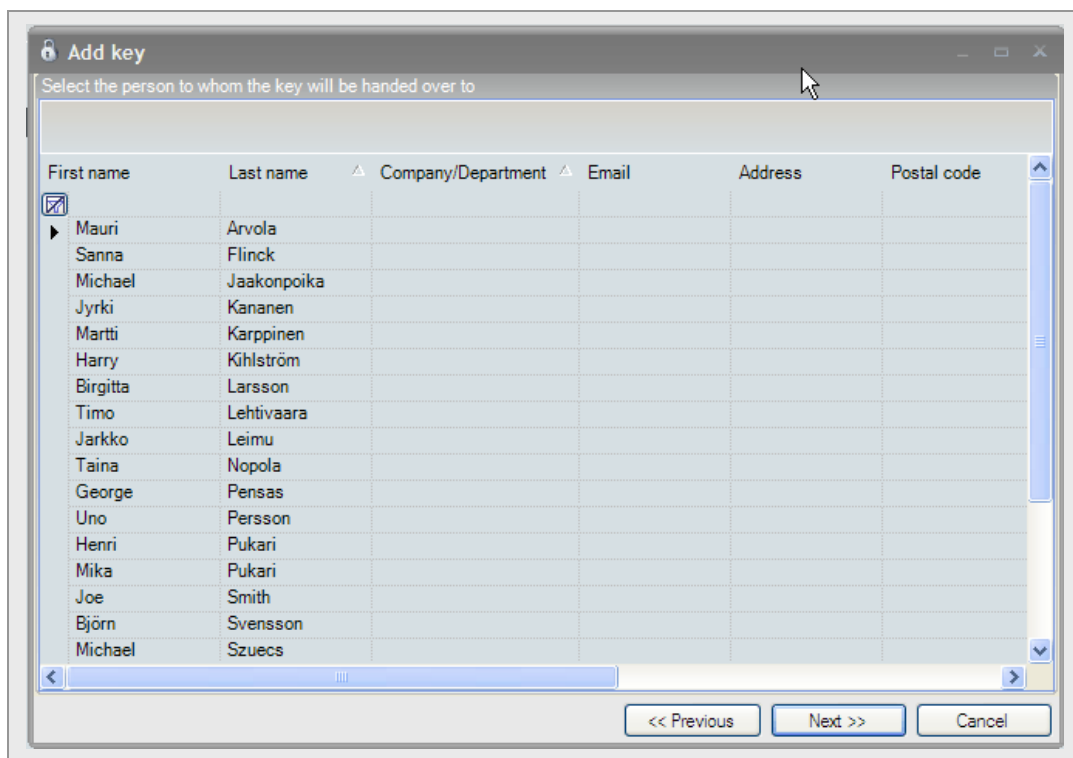 Add key
Select the person to whom the key will be handed over to
First name Last name Company/Department Email Address Postal code
Mauri Arvola
Sanna Flinck
Michael Jaakonpoika
Jyrki Kananen
Martti Karppinen
Harry Kihlström
Birgitta Larsson
Timo Lehtivaara
Jarkko Leimu
Taina Nopola
George Pensas
Uno Persson
Henri Pukari
Mika Pukari
Joe Smith
Björn Svensson
Michael Szuecs
<< Previous Next >> Cancel